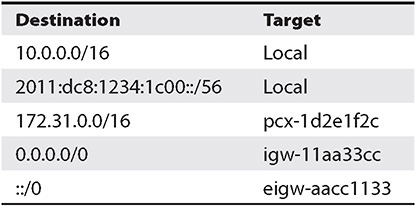 Destination Target
10.0.0.0/16 Local
2011:dc8:1234:1c00::/56 Local
172.31.0.0/16 pcx-1d2e1f2c
0.0.0.0/0 igw-11aa33cc
::/0 eigw-aacc1133